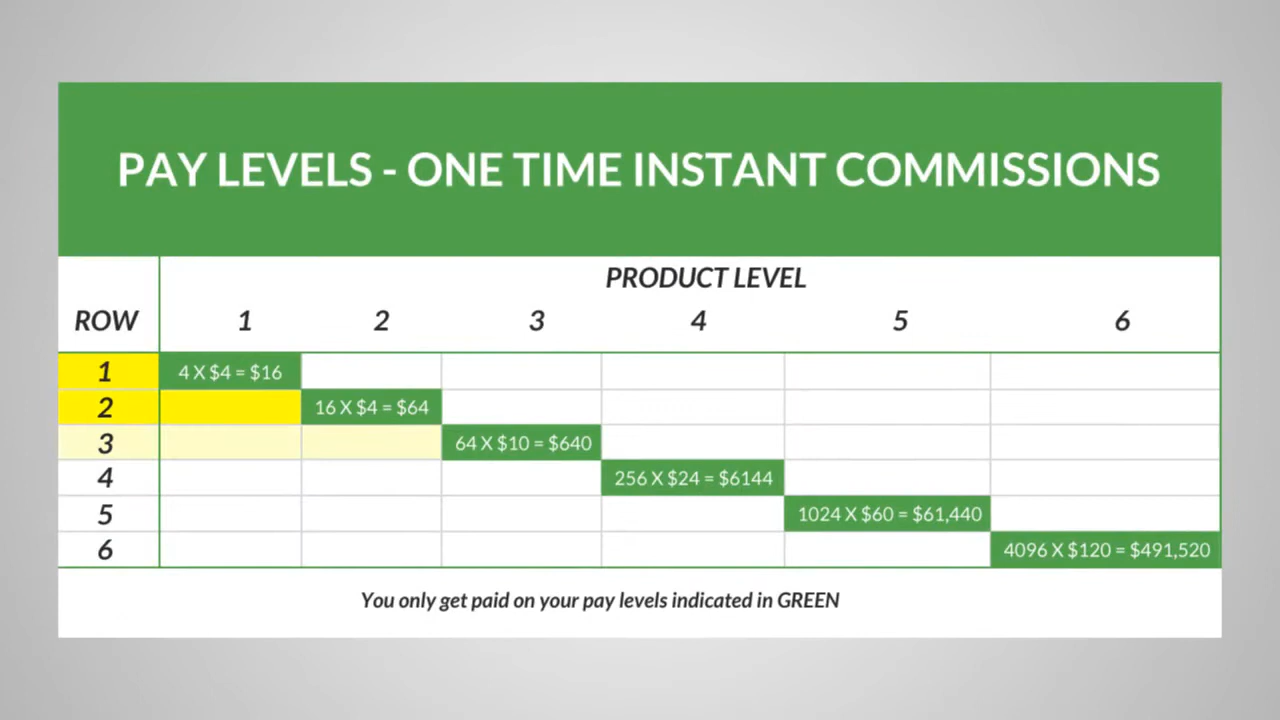 PAY LEVELS - ONE TIME INSTANT COMMISSIONS
PRODUCT LEVEL
ROW 1 2 3 4 5 6
1 4 X $4 = $16
2 16 X $4 = $64
3 64 X $10 = $640
4 256 X $24 = $6144
5 1024 X $60 = $61,440
6 4096 X $120 = $491,520
You only get paid on your pay levels indicated in GREEN